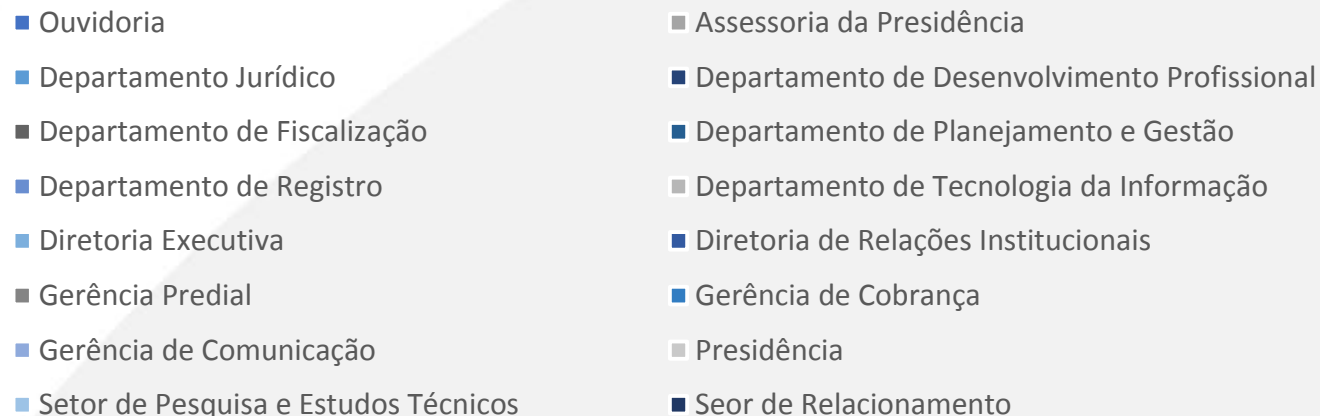 Ouvidoria
Assessoria da Presidência
Departamento Jurídico
Departamento de Desenvolvimento Profissional
Departamento de Fiscalização
Departamento de Planejamento e Gestão
Departamento de Registro
Departamento de Tecnologia da Informação
Diretoria Executiva
Diretoria de Relações Institucionais
Gerência Predial
Gerência de Cobrança
Gerência de Comunicação
Presidência
Setor de Pesquisa e Estudos Técnicos
Seor de Relacionamento